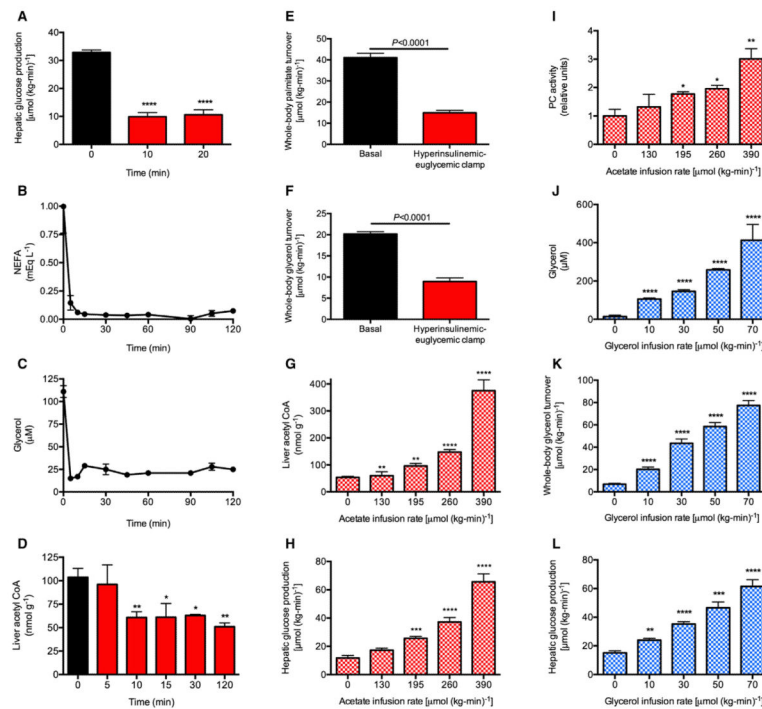 A
Hepatic glucose production
[µmol (kg-min)⁻¹]
40
30
20
10
0
****
****
0
10
20
Time (min)
B
NEFA
(mEq L⁻¹)
1.00
0.75
0.50
0.25
0.00
0
30
60
90
120
Time (min)
C
Glycerol
(µM)
125
100
75
50
25
0
0
30
60
90
120
Time (min)
D
Liver acetyl CoA
(nmol g⁻¹)
150
100
50
0
**
*
*
**
0
5
10
15
30
120
Time (min)
E
Whole-body palmitate turnover
[µmol (kg-min)⁻¹]
50
40
30
20
10
0
P<0.0001
Basal
Hyperinsulinemic-
euglycemic clamp
F
Whole-body glycerol turnover
[µmol (kg-min)⁻¹]
25
20
15
10
5
0
P<0.0001
Basal
Hyperinsulinemic-
euglycemic clamp
G
Liver acetyl CoA
(nmol g⁻¹)
400
300
200
100
0
**
**
****
****
0
130
195
260
390
Acetate infusion rate [µmol (kg-min)⁻¹]
H
Hepatic glucose production
[µmol (kg-min)⁻¹]
80
60
40
20
0
***
****
****
0
130
195
260
390
Acetate infusion rate [µmol (kg-min)⁻¹]
I
PC activity
(relative units)
4
3
2
1
0
*
*
**
0
130
195
260
390
Acetate infusion rate [µmol (kg-min)⁻¹]
J
Glycerol
(µM)
600
400
200
0
****
****
****
****
0
10
30
50
70
Glycerol infusion rate [µmol (kg-min)⁻¹]
K
Whole-body glycerol turnover
[µmol (kg-min)⁻¹]
100
80
60
40
20
0
****
****
****
****
0
10
30
50
70
Glycerol infusion rate [µmol (kg-min)⁻¹]
L
Hepatic glucose production
[µmol (kg-min)⁻¹]
80
60
40
20
0
**
****
***
****
0
10
30
50
70
Glycerol infusion rate [µmol (kg-min)⁻¹]